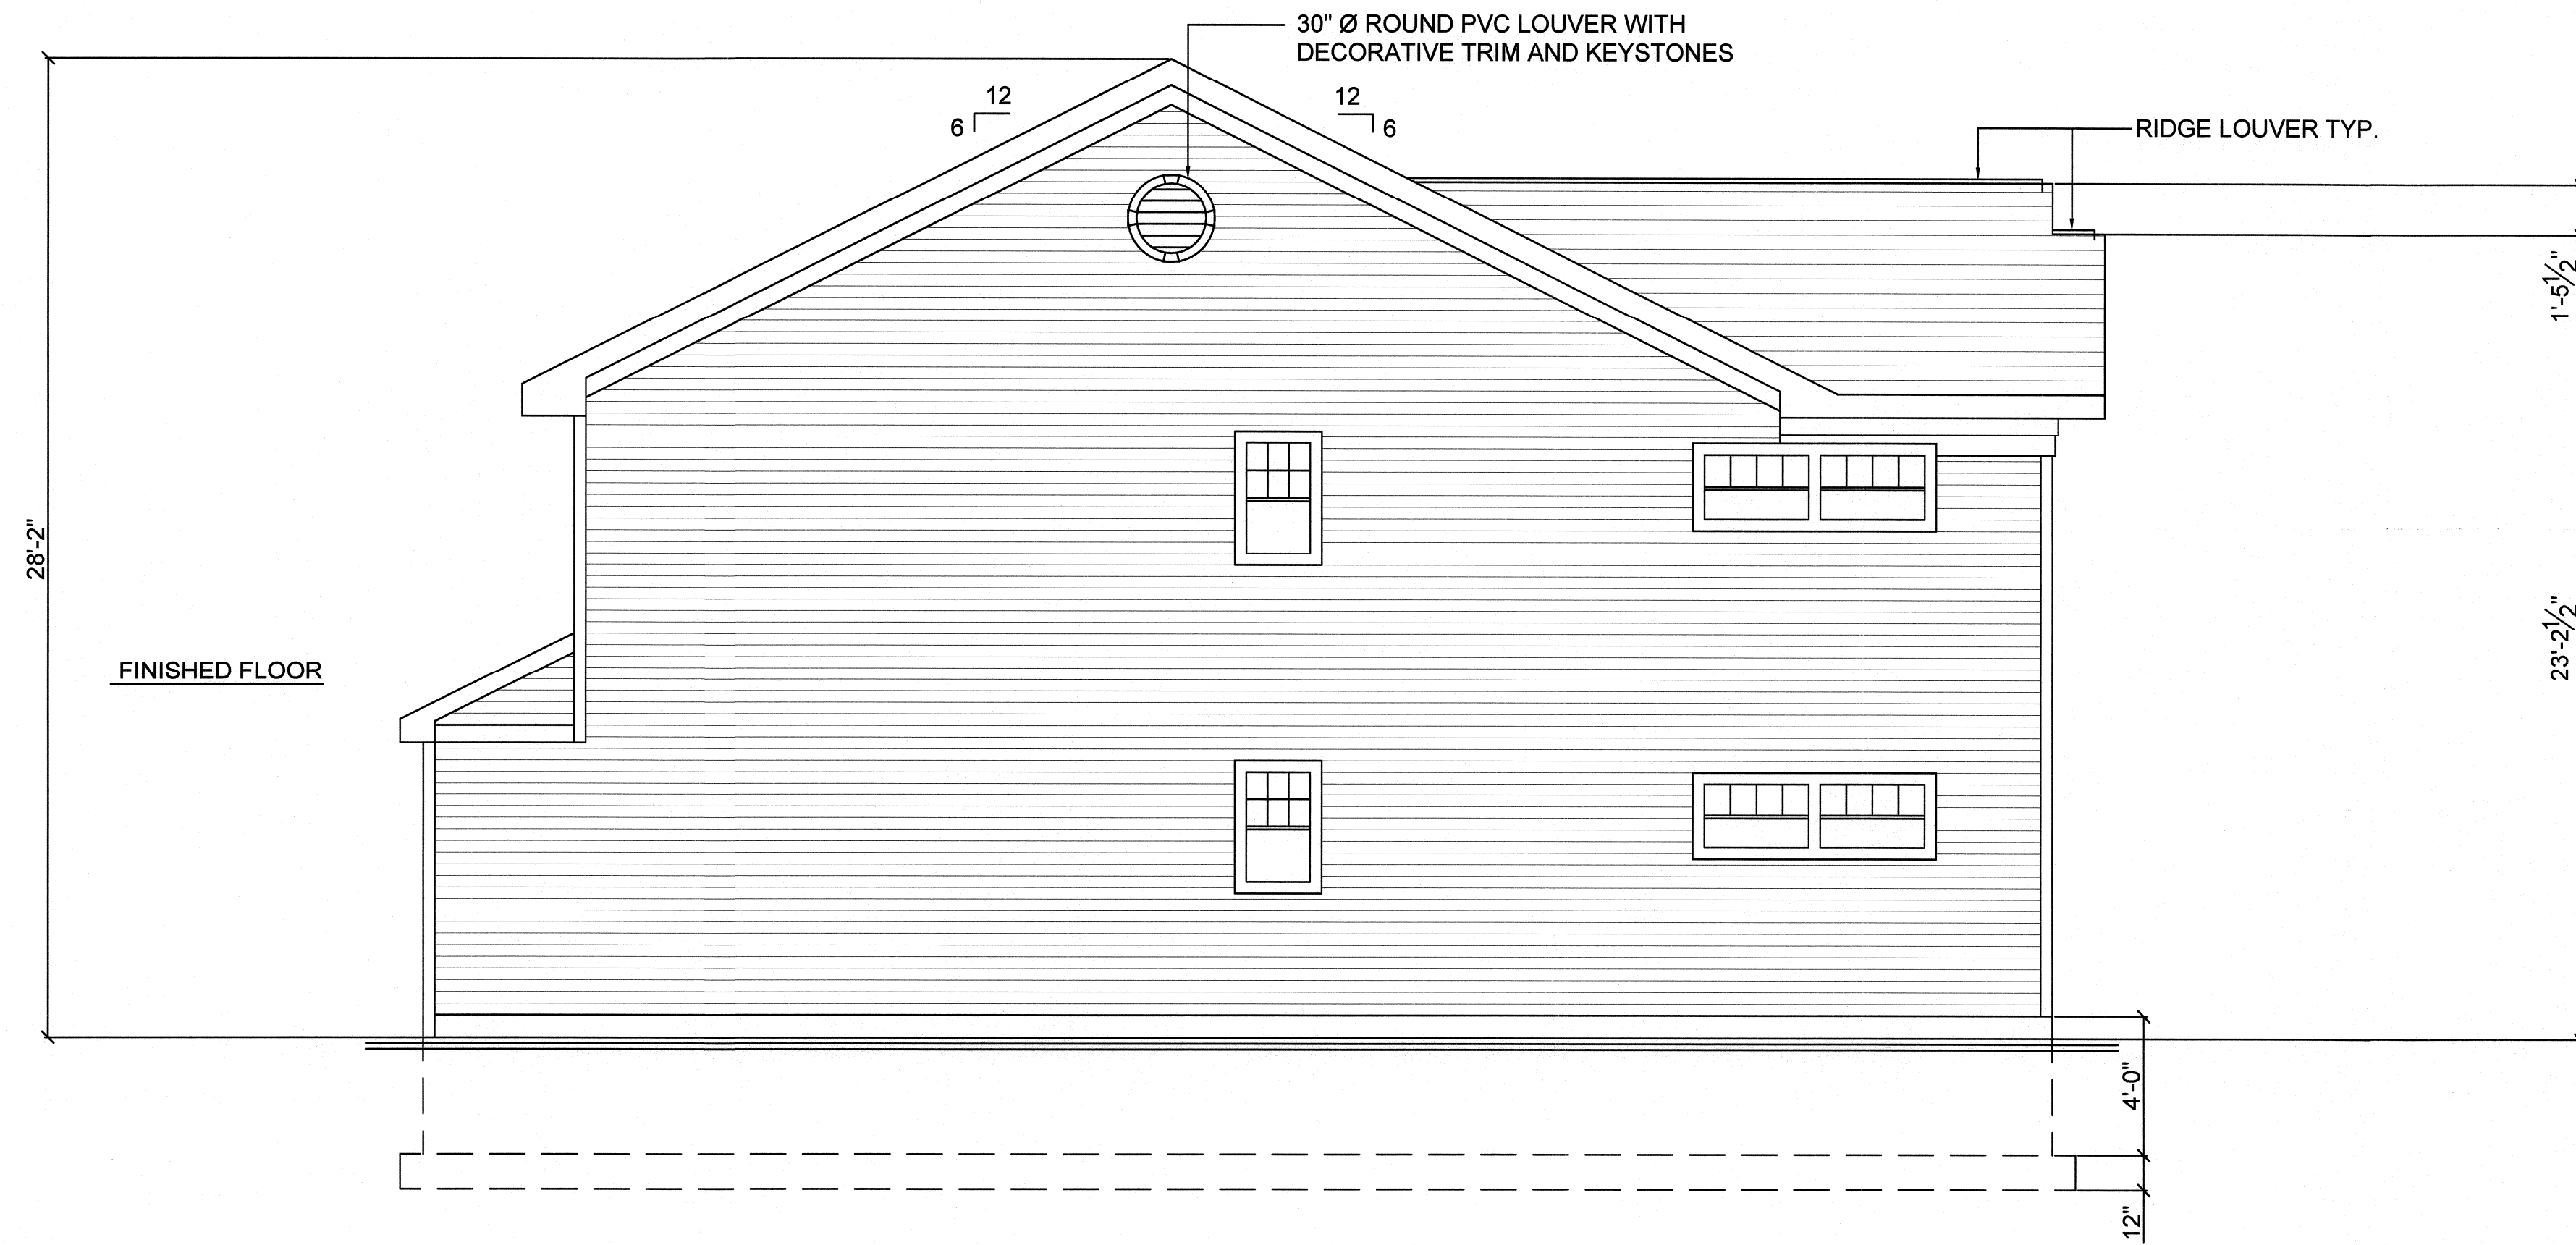 30" Ø ROUND PVC LOUVER WITH
DECORATIVE TRIM AND KEYSTONES
12
6
12
6
RIDGE LOUVER TYP.
1'-5½"
28'-2"
23'-2½"
FINISHED FLOOR
4'-0"
12"